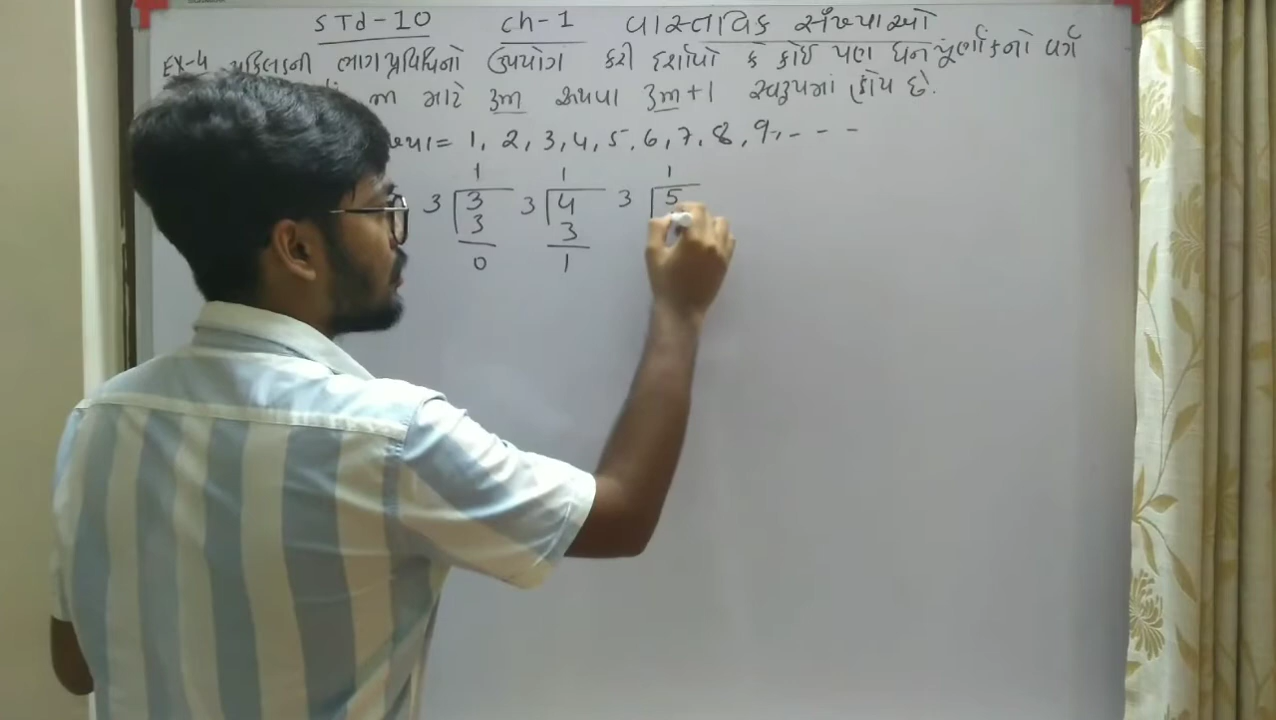 STd-10 ch-1 વાસ્તવિક સંખ્યાઓ
EX-4 યુક્લિડની ભાગ પ્રવિધિનો ઉપયોગ કરી દર્શાવો કે કોઈ પણ ધન પૂર્ણાંકનો વર્ગ
m માટે 3m અથવા 3m+1 સ્વરૂપમાં હોય છે.
= 1, 2, 3, 4, 5, 6, 7, 8, 9, - - -
1 1 1
3 3 3 4 3 5
3 3
0 1